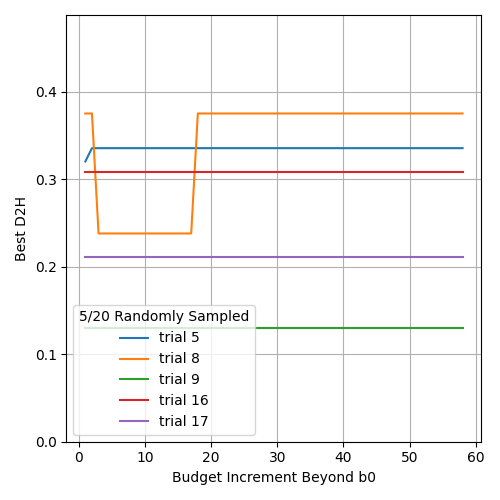 0.4
0.3
0.2
0.1
0.0
Best D2H
5/20 Randomly Sampled
trial 5
trial 8
trial 9
trial 16
trial 17
0 10 20 30 40 50 60
Budget Increment Beyond b0